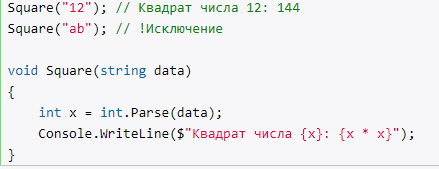 Square("12"); // Квадрат числа 12: 144
Square("ab"); // !Исключение

void Square(string data)
{
    int x = int.Parse(data);
    Console.WriteLine($"Квадрат числа {x}: {x * x}");
}